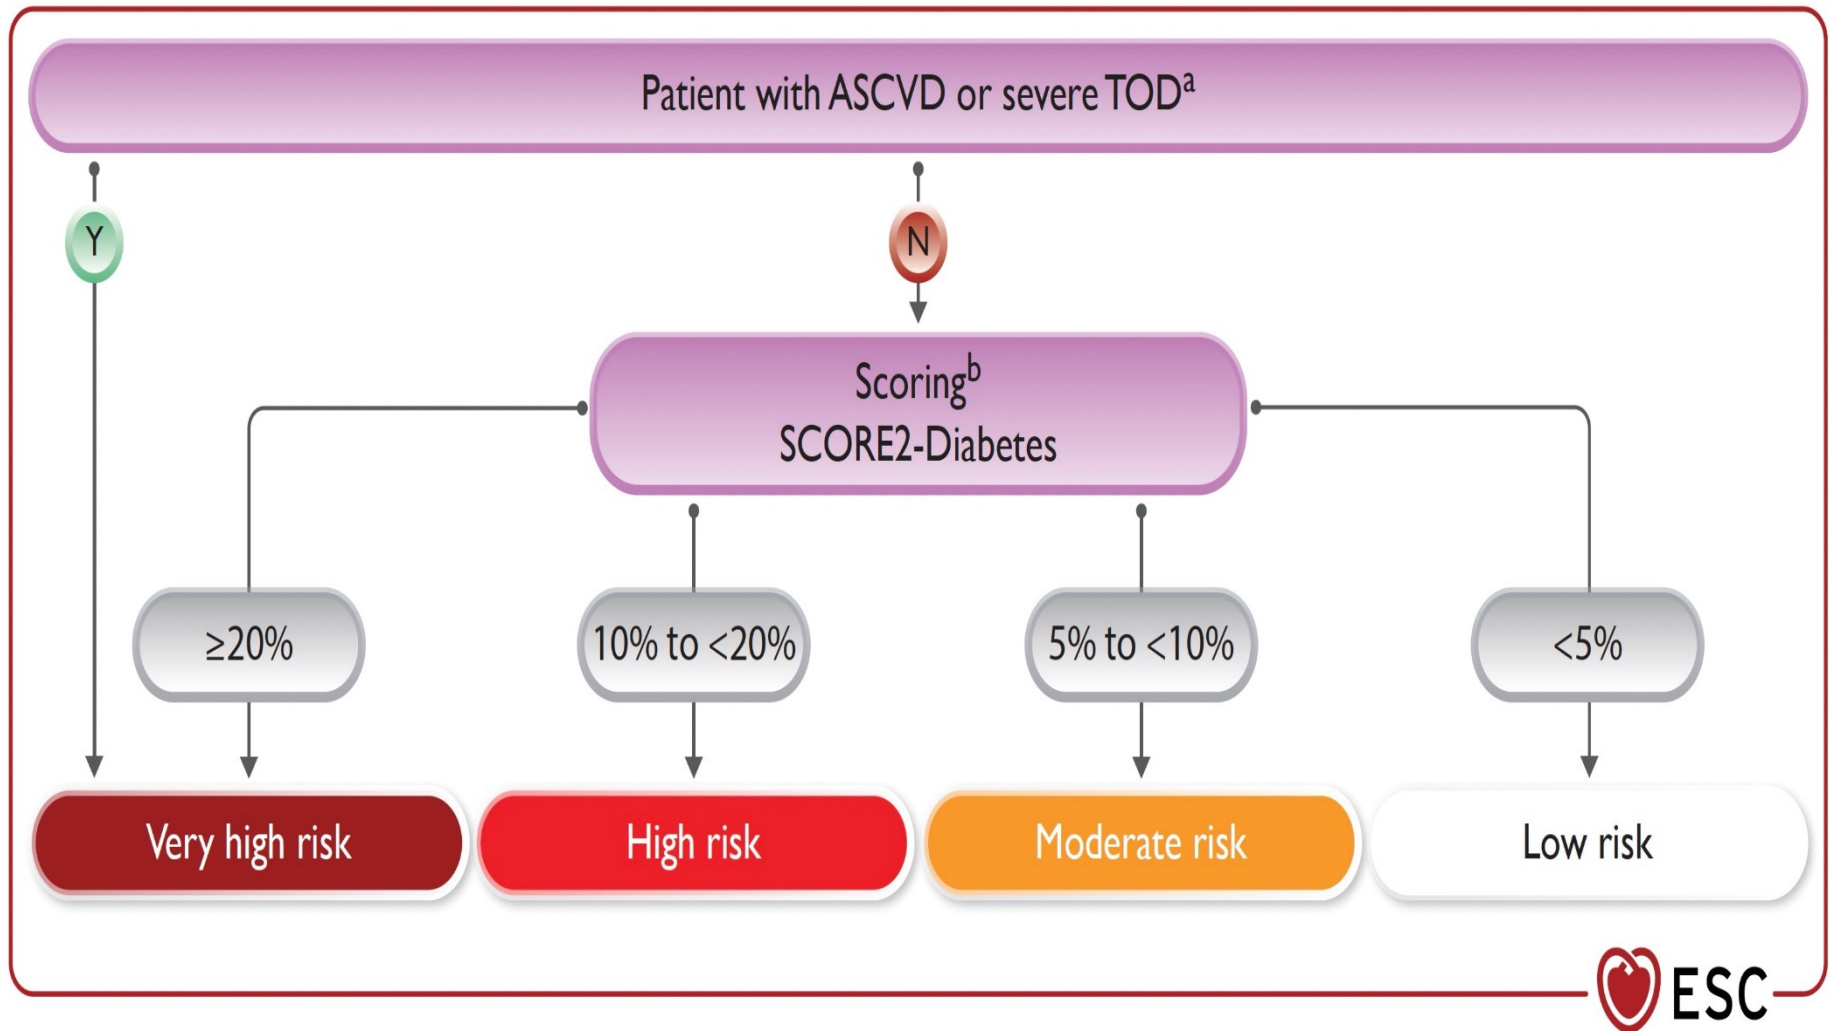 Patient with ASCVD or severe TODa
Y
N
Scoringb
SCORE2-Diabetes
≥20%
10% to <20%
5% to <10%
<5%
Very high risk
High risk
Moderate risk
Low risk
ESC